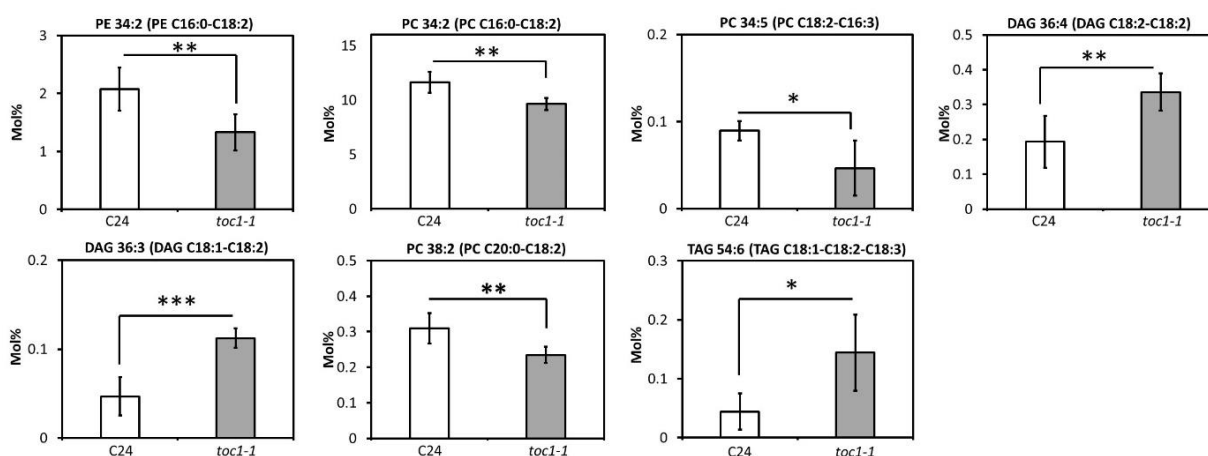 PE 34:2 (PE C16:0-C18:2)
Mol%
3
2
1
0
**
C24
toc1-1
PC 34:2 (PC C16:0-C18:2)
Mol%
15
10
5
0
**
C24
toc1-1
PC 34:5 (PC C18:2-C16:3)
Mol%
0.2
0.1
0
*
C24
toc1-1
DAG 36:4 (DAG C18:2-C18:2)
Mol%
0.5
0.4
0.3
0.2
0.1
0
**
C24
toc1-1
DAG 36:3 (DAG C18:1-C18:2)
Mol%
0.2
0.1
0
***
C24
toc1-1
PC 38:2 (PC C20:0-C18:2)
Mol%
0.5
0.4
0.3
0.2
0.1
0
**
C24
toc1-1
TAG 54:6 (TAG C18:1-C18:2-C18:3)
Mol%
0.3
0.2
0.1
0
*
C24
toc1-1